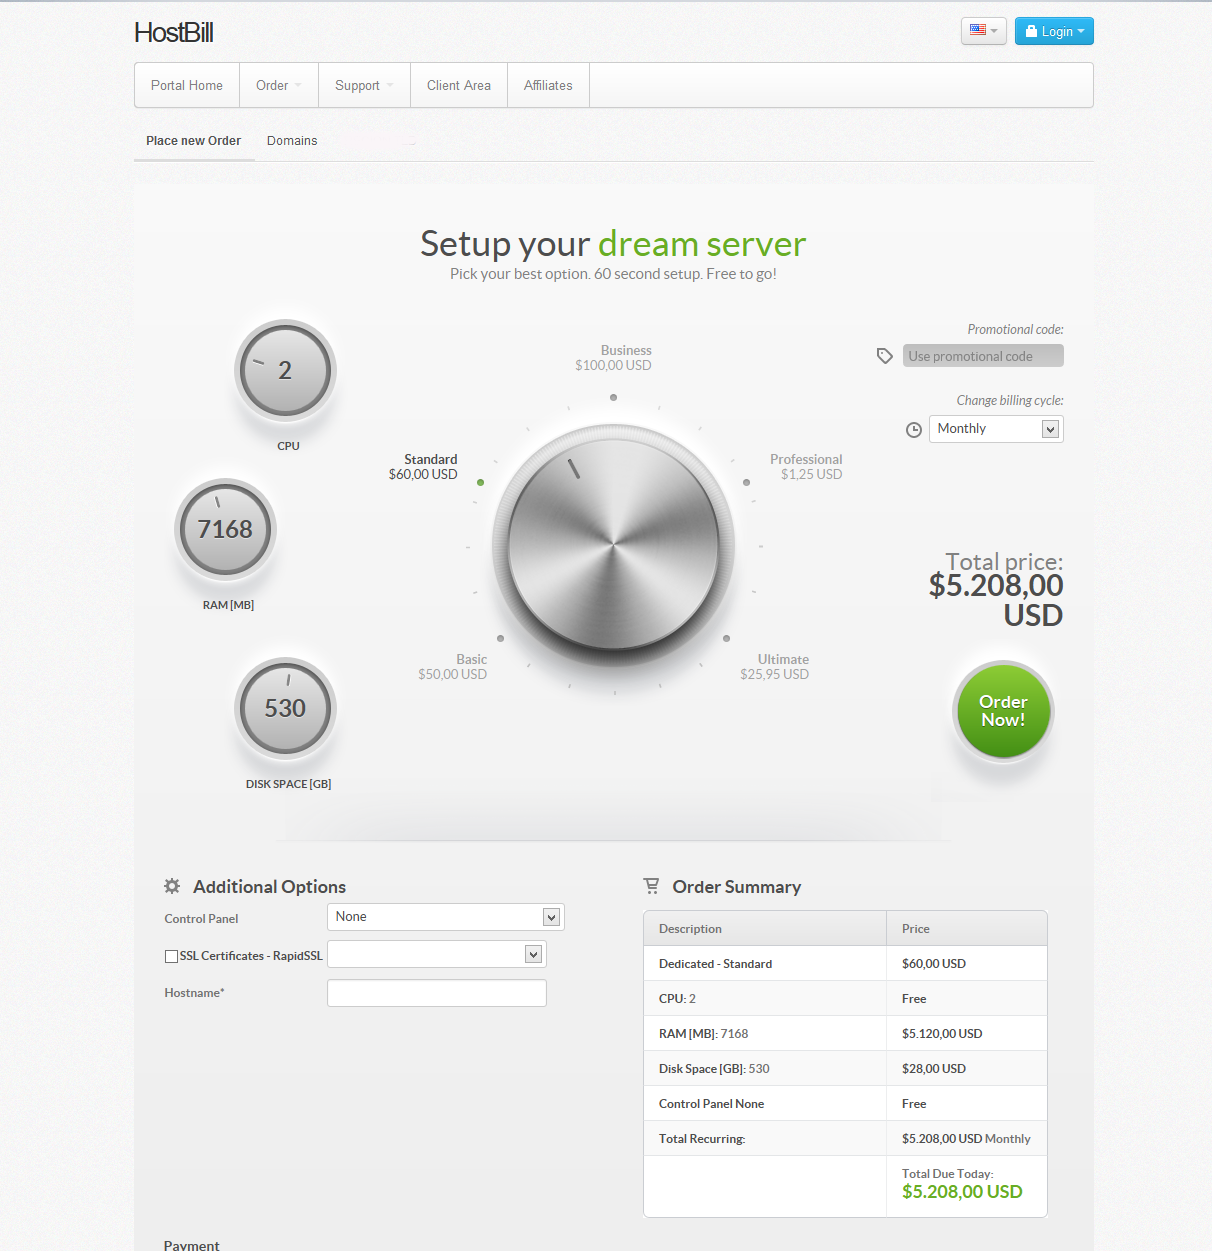 HostBill
Login
Portal Home
Order
Support
Client Area
Affiliates
Place new Order
Domains
Setup your dream server
Pick your best option. 60 second setup. Free to go!
2
CPU
7168
RAM [MB]
530
DISK SPACE [GB]
Business
$100,00 USD
Standard
$60,00 USD
Professional
$1,25 USD
Basic
$50,00 USD
Ultimate
$25,95 USD
Promotional code:
Use promotional code
Change billing cycle:
Monthly
Total price:
$5.208,00
USD
Order
Now!
Additional Options
Control Panel
None
SSL Certificates - RapidSSL
Hostname*
Order Summary
Description Price
Dedicated - Standard $60,00 USD
CPU: 2 Free
RAM [MB]: 7168 $5.120,00 USD
Disk Space [GB]: 530 $28,00 USD
Control Panel None Free
Total Recurring: $5.208,00 USD Monthly
Total Due Today:
$5.208,00 USD
Payment